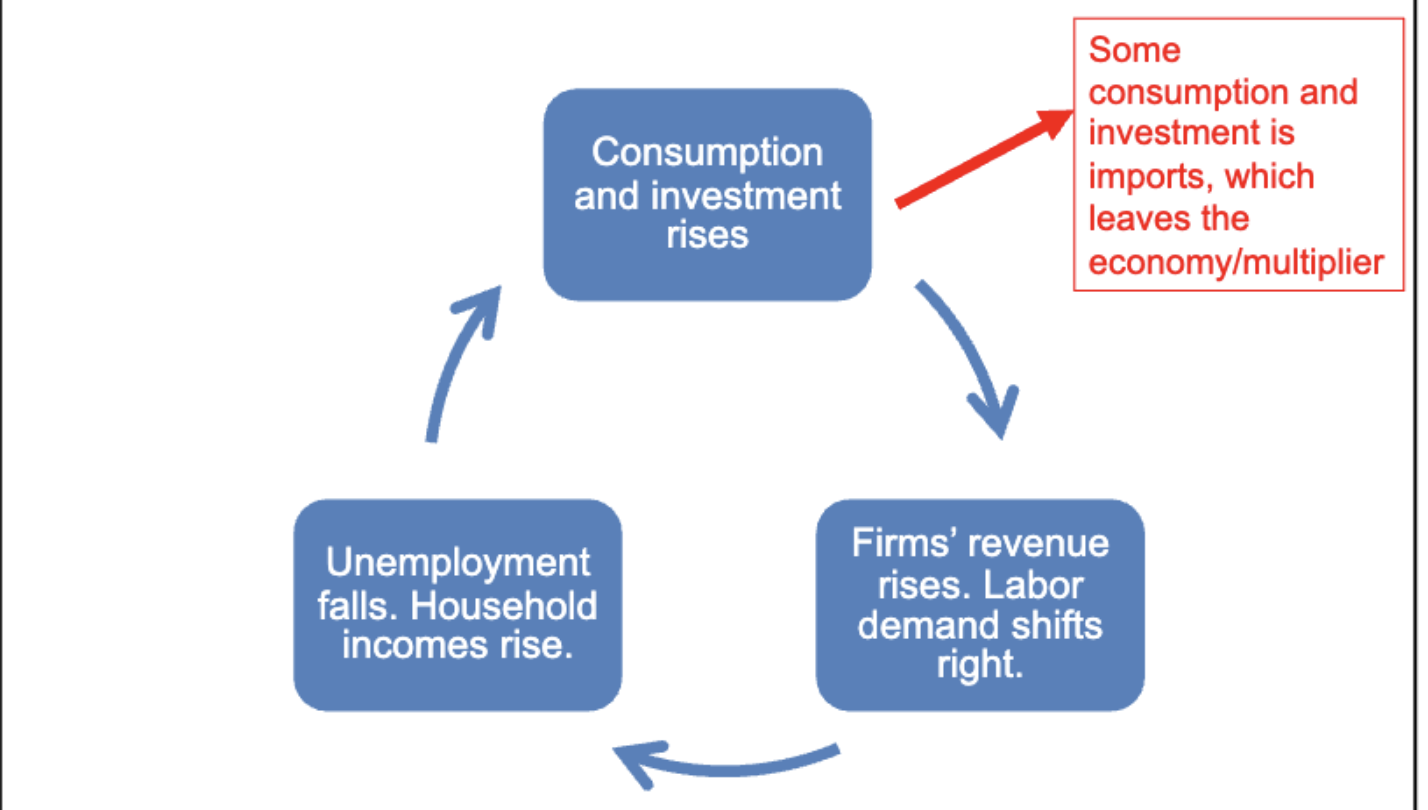 Some
consumption and
investment is
imports, which
leaves the
economy/multiplier
Consumption
and investment
rises
Firms’ revenue
rises. Labor
demand shifts
right.
Unemployment
falls. Household
incomes rise.